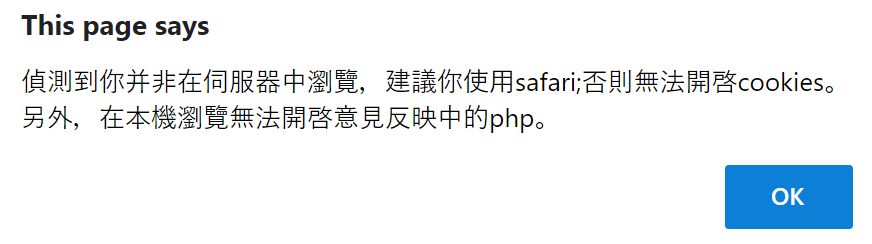 This page says
偵測到你并非在伺服器中瀏覽，建議你使用safari;否則無法開啓cookies。
另外，在本機瀏覽無法開啓意見反映中的php。
OK